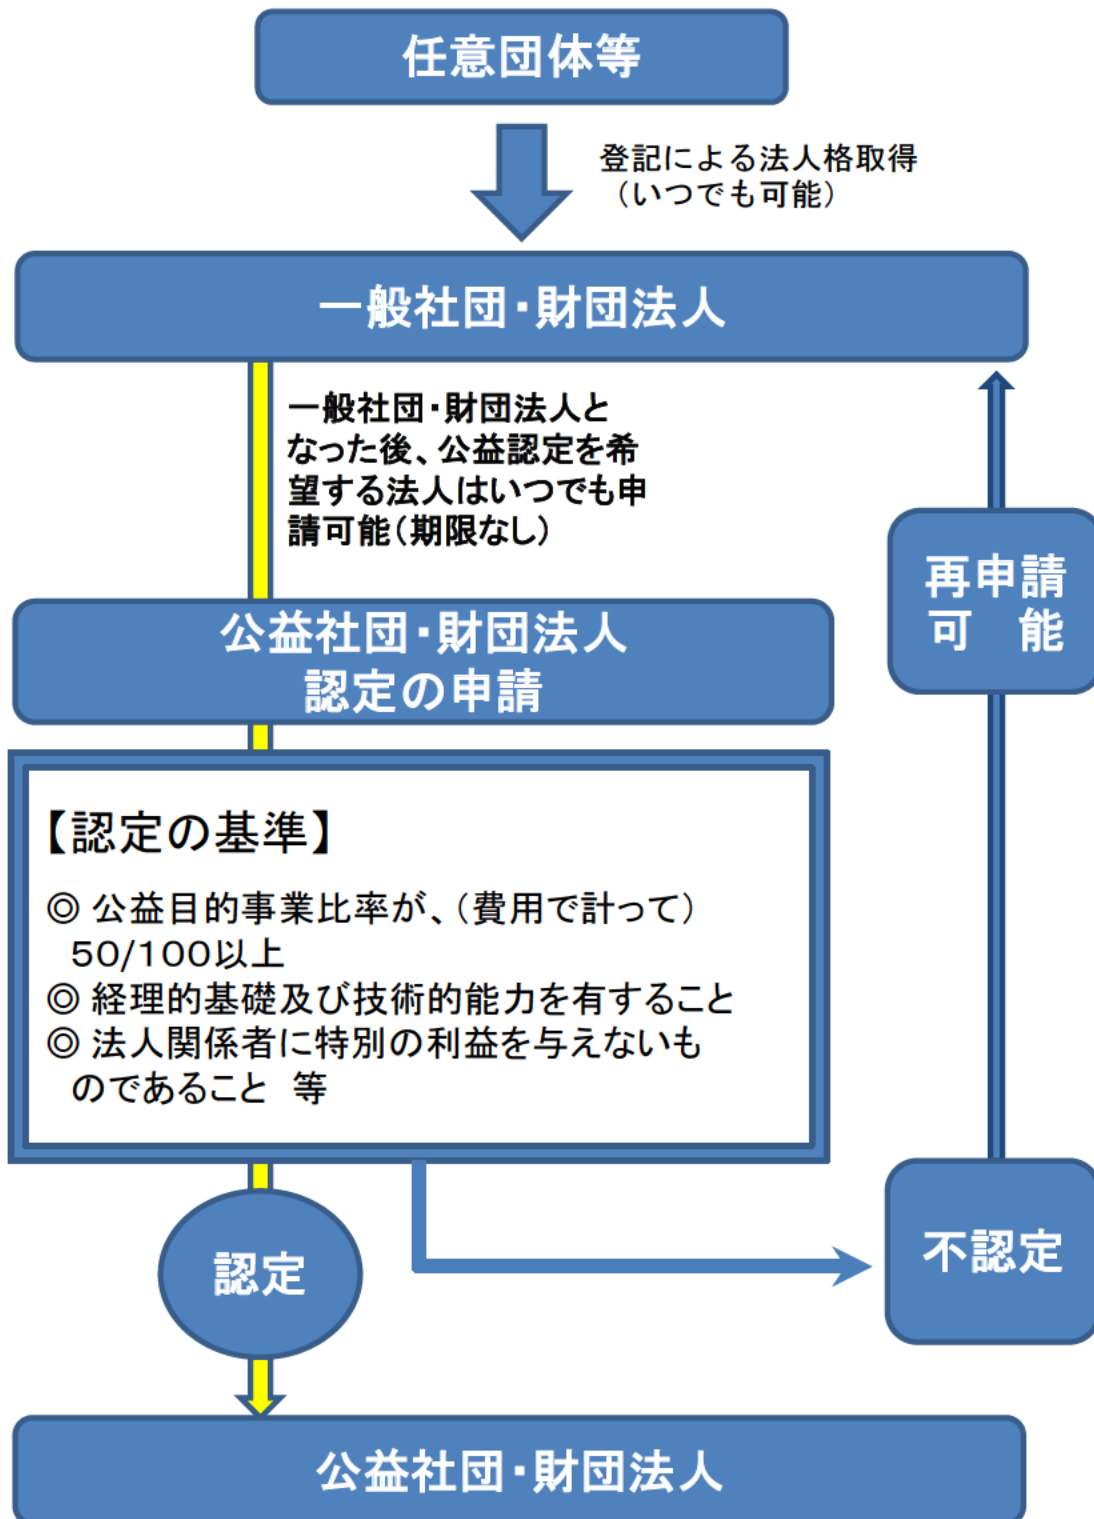 任意団体等
登記による法人格取得
（いつでも可能）
一般社団・財団法人
一般社団・財団法人と
なった後、公益認定を希
望する法人はいつでも申
請可能（期限なし）
再申請
可　能
公益社団・財団法人
認定の申請
【認定の基準】
◎ 公益目的事業比率が、（費用で計って）
50/100以上
◎ 経理的基礎及び技術的能力を有すること
◎ 法人関係者に特別の利益を与えないも
のであること　等
認定
不認定
公益社団・財団法人